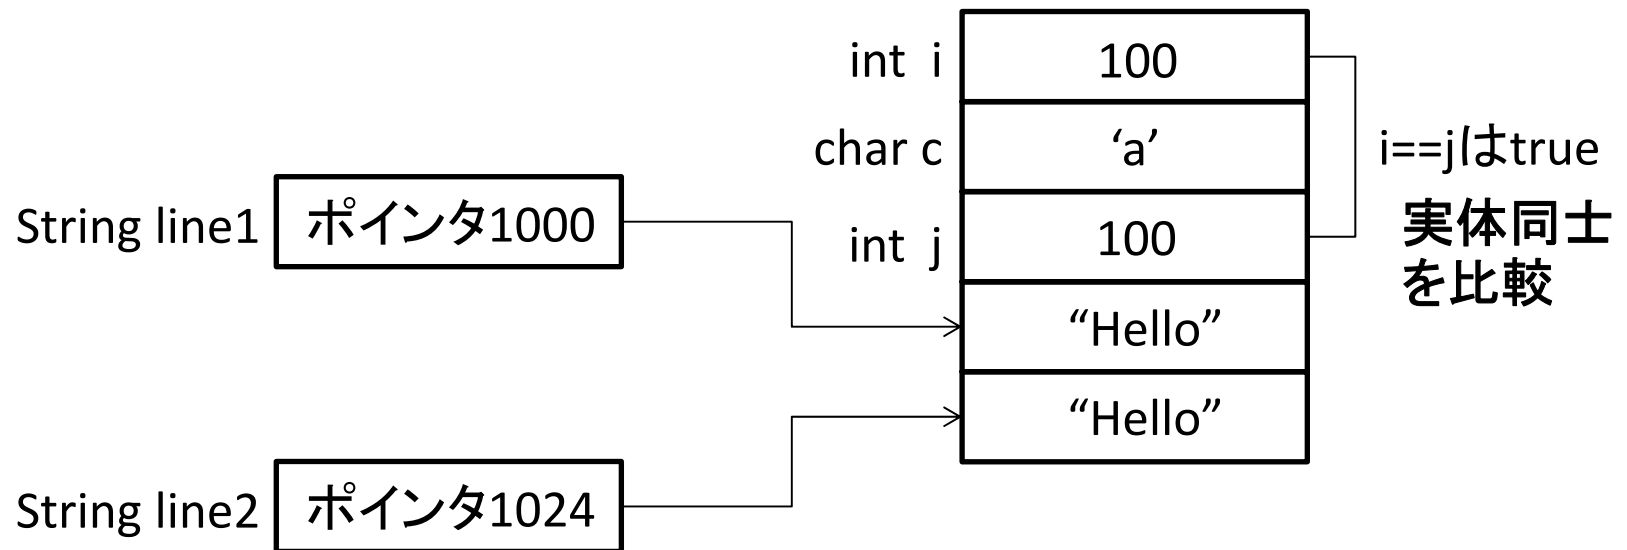 int i 100
char c ‘a’
i==jはtrue
String line1 ポインタ1000
int j 100
実体同士
を比較
“Hello”
“Hello”
String line2 ポインタ1024